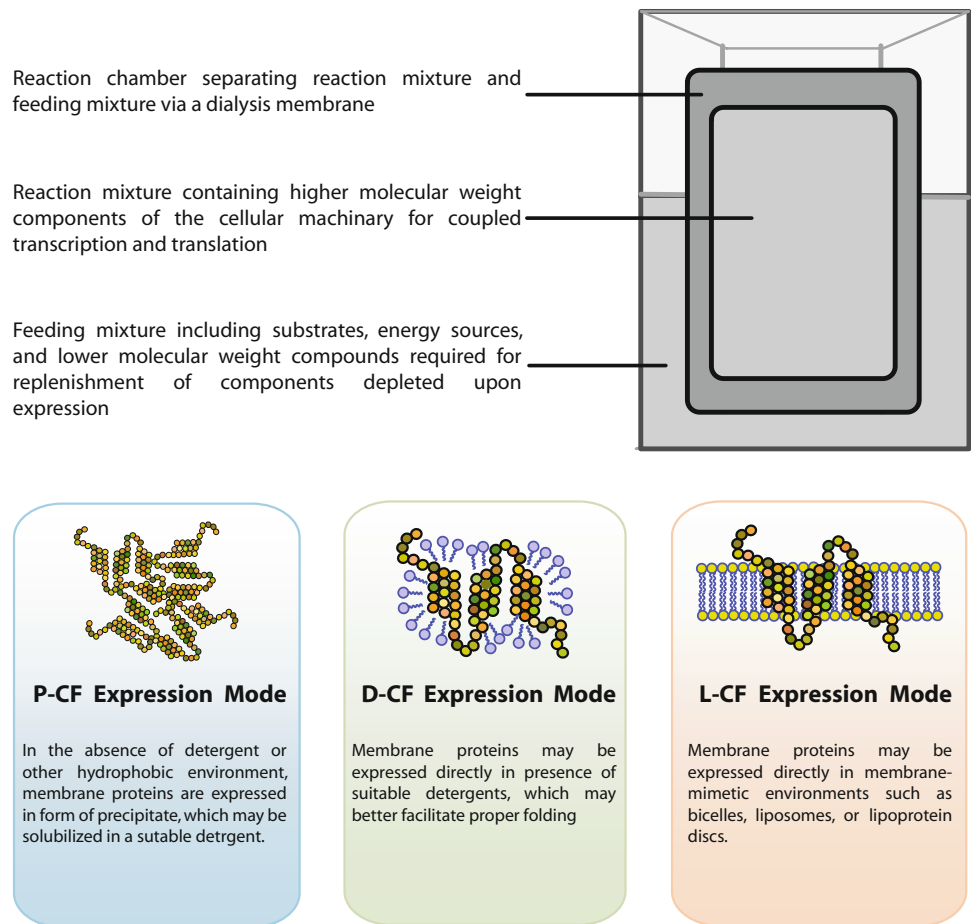 Reaction chamber separating reaction mixture and
feeding mixture via a dialysis membrane
Reaction mixture containing higher molecular weight
components of the cellular machinary for coupled
transcription and translation
Feeding mixture including substrates, energy sources,
and lower molecular weight compounds required for
replenishment of components depleted upon
expression
P-CF Expression Mode
In the absence of detergent or
other hydrophobic environment,
membrane proteins are expressed
in form of precipitate, which may be
solubilized in a sutable detrgent.
D-CF Expression Mode
Membrane proteins may be
expressed directly in presence of
suitable detergents, which may
better facilitate proper folding
L-CF Expression Mode
Membrane proteins may be
expressed directly in membrane-
mimetic environments such as
bicelles, liposomes, or lipoprotein
discs.